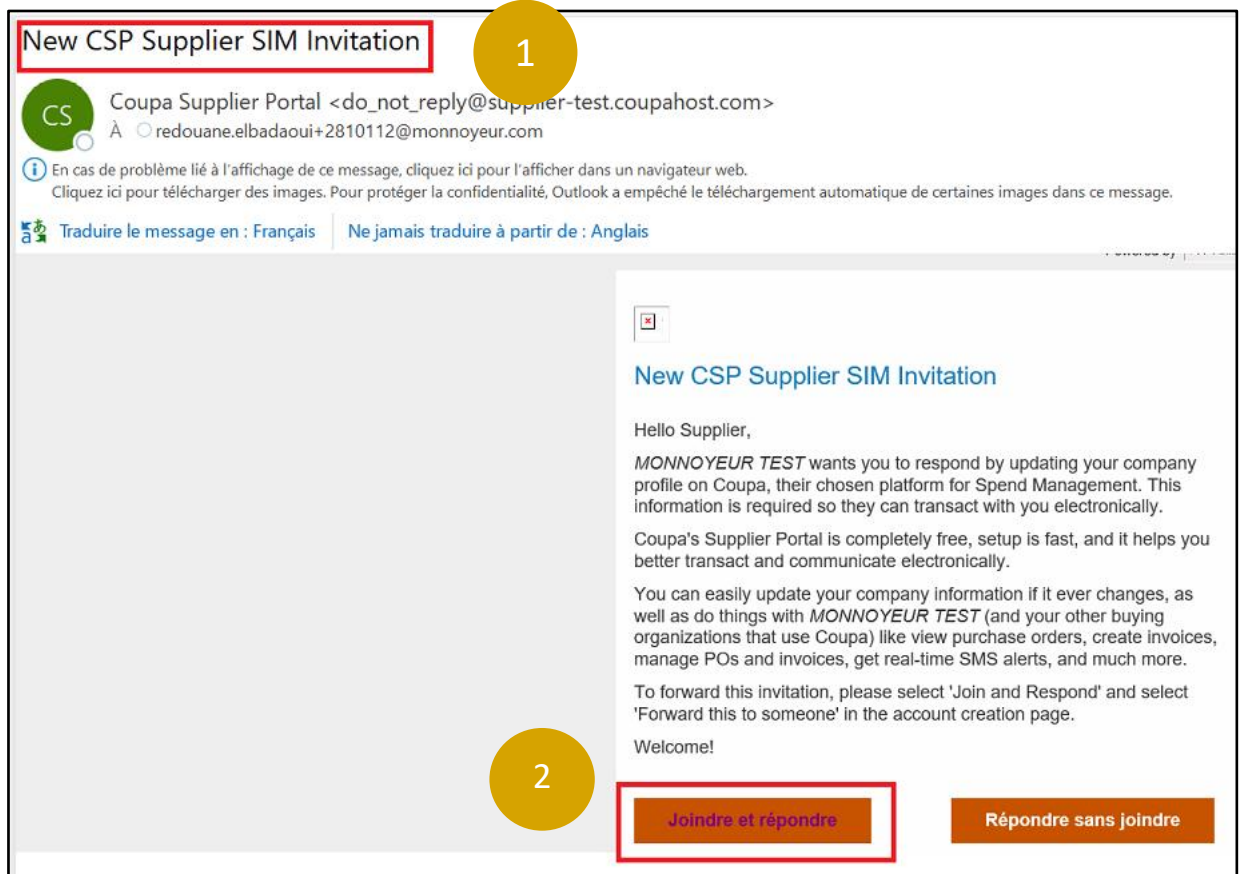 New CSP Supplier SIM Invitation
1
CS
Coupa Supplier Portal <do_not_reply@supplier-test.coupahost.com>
À redouane.elbadaoui+2810112@monnoyeur.com
En cas de problème lié à l'affichage de ce message, cliquez ici pour l'afficher dans un navigateur web.
Cliquez ici pour télécharger des images. Pour protéger la confidentialité, Outlook a empêché le téléchargement automatique de certaines images dans ce message.
Traduire le message en : Français Ne jamais traduire à partir de : Anglais
New CSP Supplier SIM Invitation
Hello Supplier,
MONNOYEUR TEST wants you to respond by updating your company
profile on Coupa, their chosen platform for Spend Management. This
information is required so they can transact with you electronically.
Coupa's Supplier Portal is completely free, setup is fast, and it helps you
better transact and communicate electronically.
You can easily update your company information if it ever changes, as
well as do things with MONNOYEUR TEST (and your other buying
organizations that use Coupa) like view purchase orders, create invoices,
manage POs and invoices, get real-time SMS alerts, and much more.
To forward this invitation, please select 'Join and Respond' and select
'Forward this to someone' in the account creation page.
Welcome!
2
Joindre et répondre Répondre sans joindre